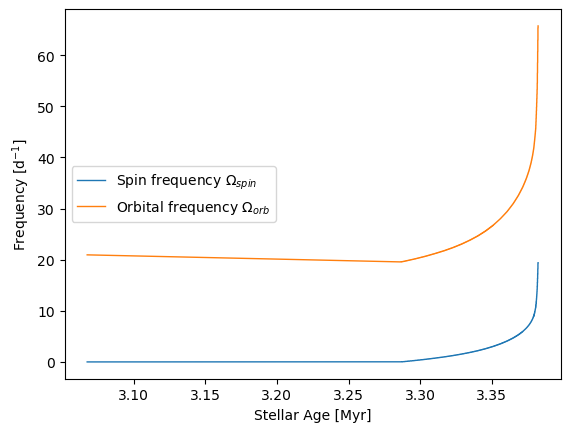 60
50
40
30
20
10
0
Frequency [d⁻¹]
Spin frequency Ω_spin
Orbital frequency Ω_orb
3.10 3.15 3.20 3.25 3.30 3.35
Stellar Age [Myr]